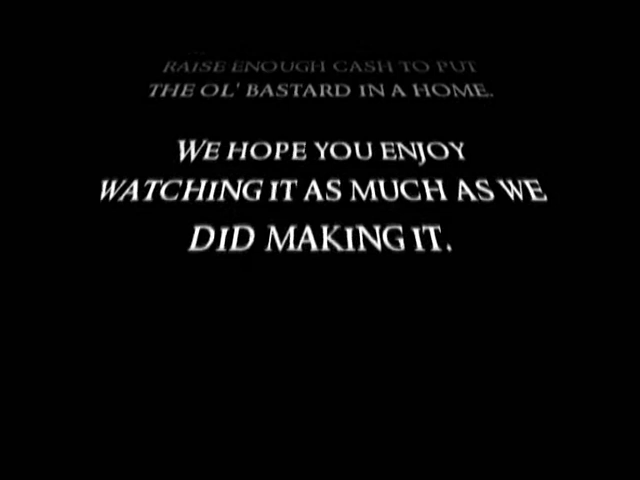 RAISE ENOUGH CASH TO PUT
THE OL' BASTARD IN A HOME.
WE HOPE YOU ENJOY
WATCHING IT AS MUCH AS WE
DID MAKING IT.